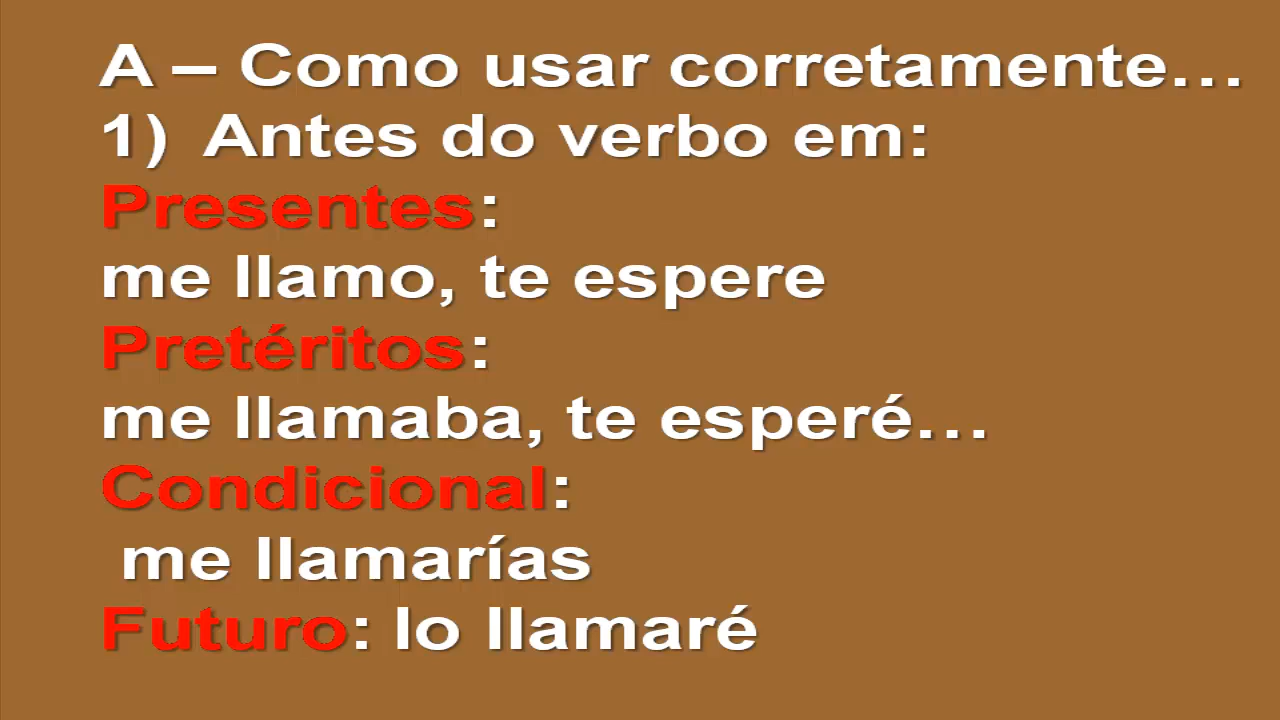 A – Como usar corretamente...
1) Antes do verbo em:
Presentes:
me llamo, te espere
Pretéritos:
me llamaba, te esperé...
Condicional:
me llamarías
Futuro: lo llamaré